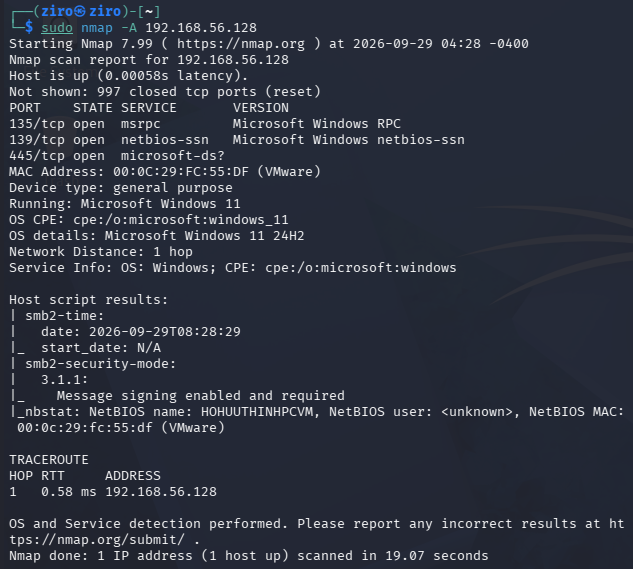 ┌──(ziro㉿ziro)-[~]
└─$ sudo nmap -A 192.168.56.128
Starting Nmap 7.99 ( https://nmap.org ) at 2026-09-29 04:28 -0400
Nmap scan report for 192.168.56.128
Host is up (0.00058s latency).
Not shown: 997 closed tcp ports (reset)
PORT    STATE SERVICE       VERSION
135/tcp open  msrpc         Microsoft Windows RPC
139/tcp open  netbios-ssn   Microsoft Windows netbios-ssn
445/tcp open  microsoft-ds?
MAC Address: 00:0C:29:FC:55:DF (VMware)
Device type: general purpose
Running: Microsoft Windows 11
OS CPE: cpe:/o:microsoft:windows_11
OS details: Microsoft Windows 11 24H2
Network Distance: 1 hop
Service Info: OS: Windows; CPE: cpe:/o:microsoft:windows

Host script results:
| smb2-time:
|   date: 2026-09-29T08:28:29
|_  start_date: N/A
| smb2-security-mode:
|   3.1.1:
|_    Message signing enabled and required
|_nbstat: NetBIOS name: HOHUUTHINHPCVM, NetBIOS user: <unknown>, NetBIOS MAC:
 00:0c:29:fc:55:df (VMware)

TRACEROUTE
HOP RTT     ADDRESS
1   0.58 ms 192.168.56.128

OS and Service detection performed. Please report any incorrect results at ht
tps://nmap.org/submit/ .
Nmap done: 1 IP address (1 host up) scanned in 19.07 seconds